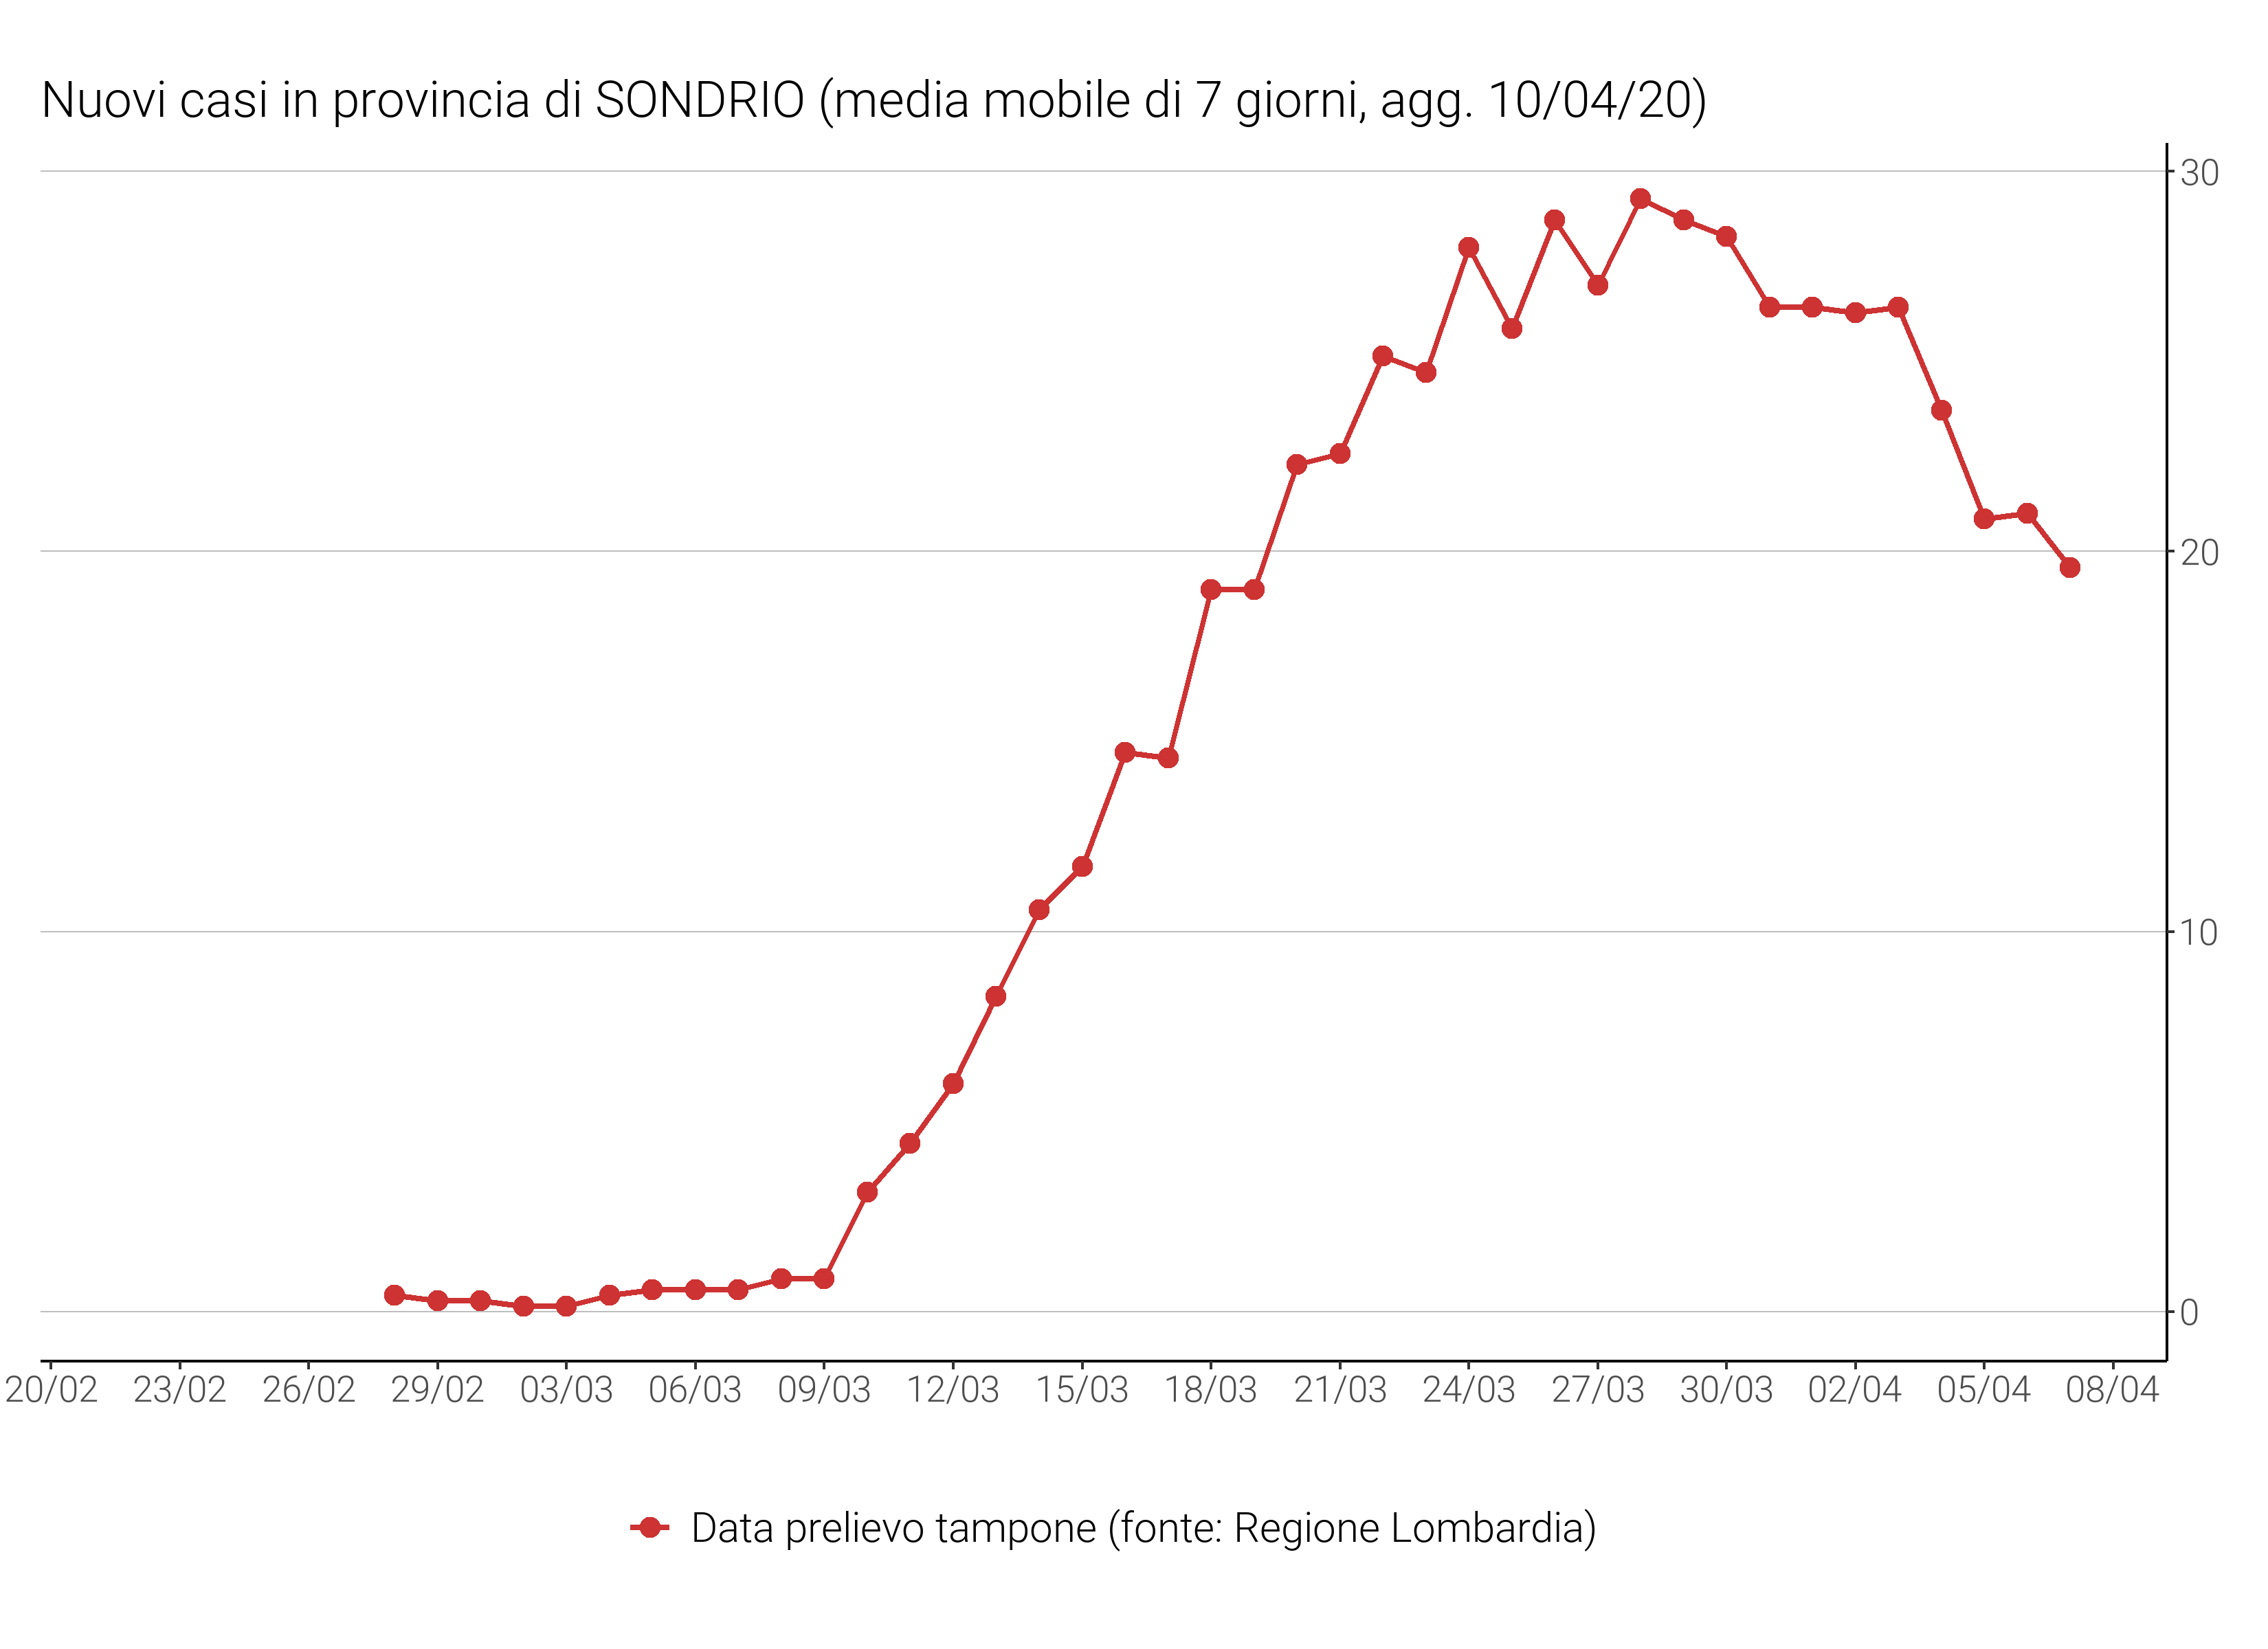 Nuovi casi in provincia di SONDRIO (media mobile di 7 giorni, agg. 10/04/20)
30
20
10
0
20/02 23/02 26/02 29/02 03/03 06/03 09/03 12/03 15/03 18/03 21/03 24/03 27/03 30/03 02/04 05/04 08/04
Data prelievo tampone (fonte: Regione Lombardia)